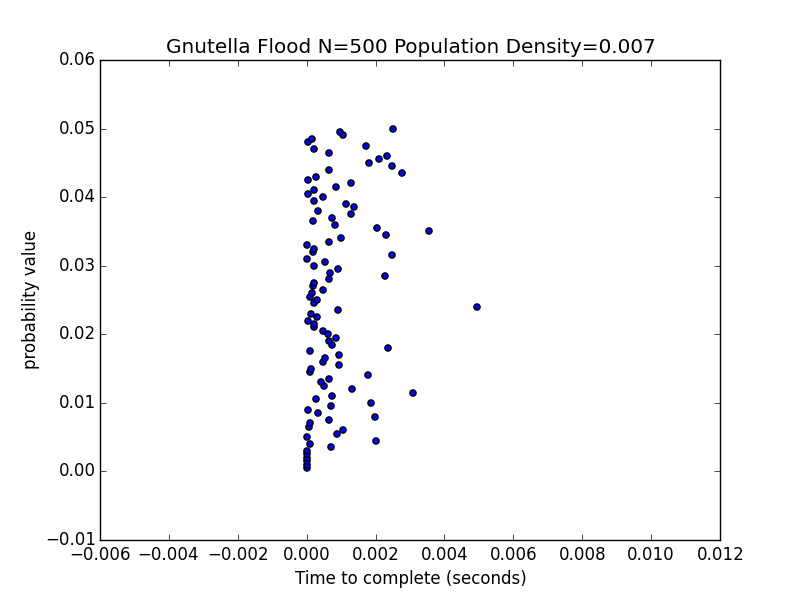 Gnutella Flood N=500 Population Density=0.007
0.06
0.05
0.04
0.03
0.02
0.01
0.00
−0.01
probability value
−0.006 −0.004 −0.002 0.000 0.002 0.004 0.006 0.008 0.010 0.012
Time to complete (seconds)